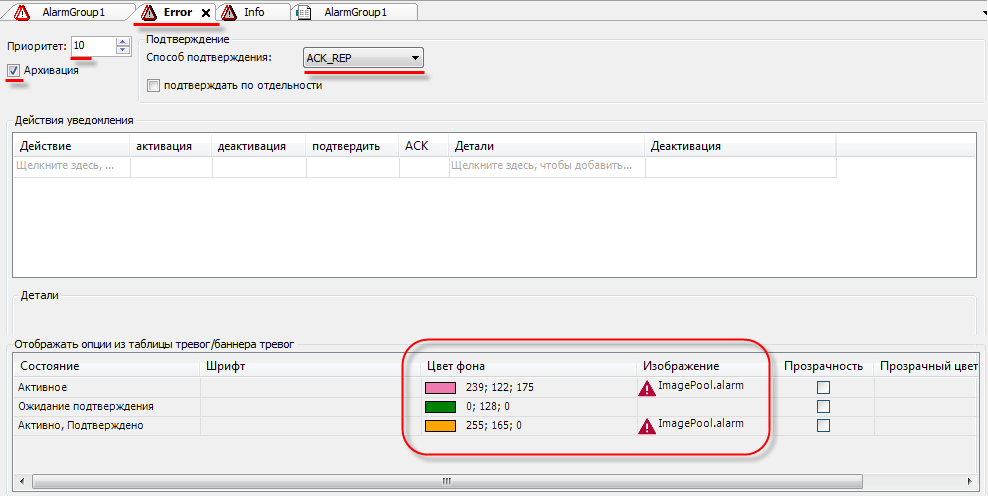 AlarmGroup1 Error Info AlarmGroup1
Приоритет: 10
Архивация
Подтверждение
Способ подтверждения: ACK_REP
подтверждать по отдельности
Действия уведомления
Действие активация деактивация подтвердить ACK Детали Деактивация
Щелкните здесь, ... Щелкните здесь, чтобы добавить...
Детали
Отображать опции из таблицы тревог/баннера тревог
Состояние Шрифт Цвет фона Изображение Прозрачность Прозрачный цвет
Активное 239; 122; 175 ImagePool.alarm
Ожидание подтверждения 0; 128; 0
Активно, Подтверждено 255; 165; 0 ImagePool.alarm